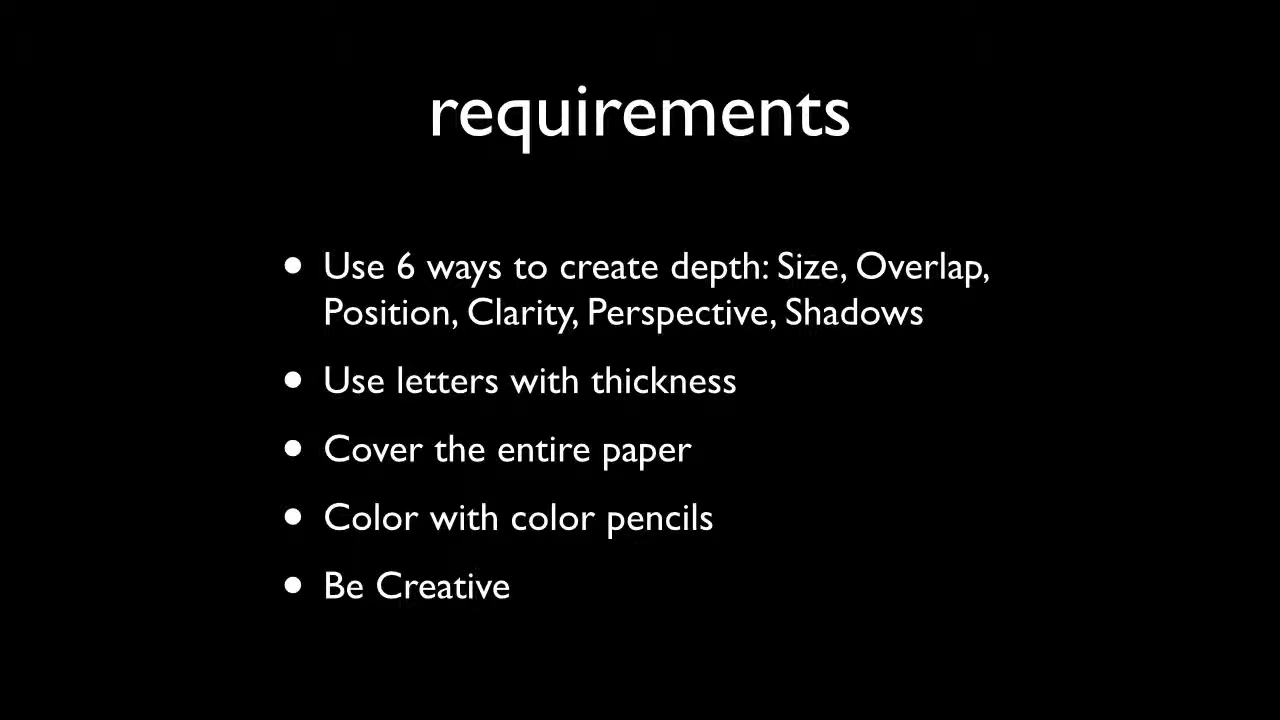 requirements
• Use 6 ways to create depth: Size, Overlap,
Position, Clarity, Perspective, Shadows
• Use letters with thickness
• Cover the entire paper
• Color with color pencils
• Be Creative